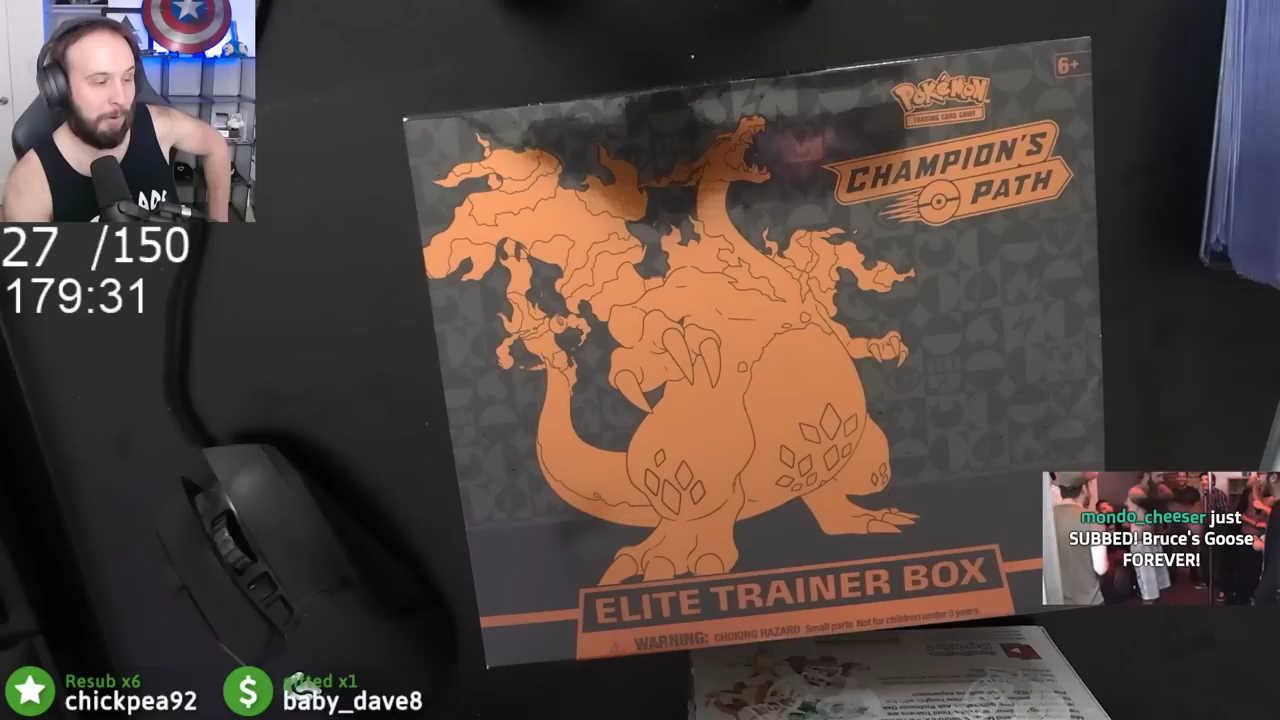 6+
POKÉMON
TRADING CARD GAME
CHAMPION'S
PATH
27 /150
179:31
mondo_cheeser just
SUBBED! Bruce's Goose
FOREVER!
ELITE TRAINER BOX
WARNING: CHOKING HAZARD Small parts Not for children under 3 years.
Resub x6
chickpea92
x1
baby_dave8